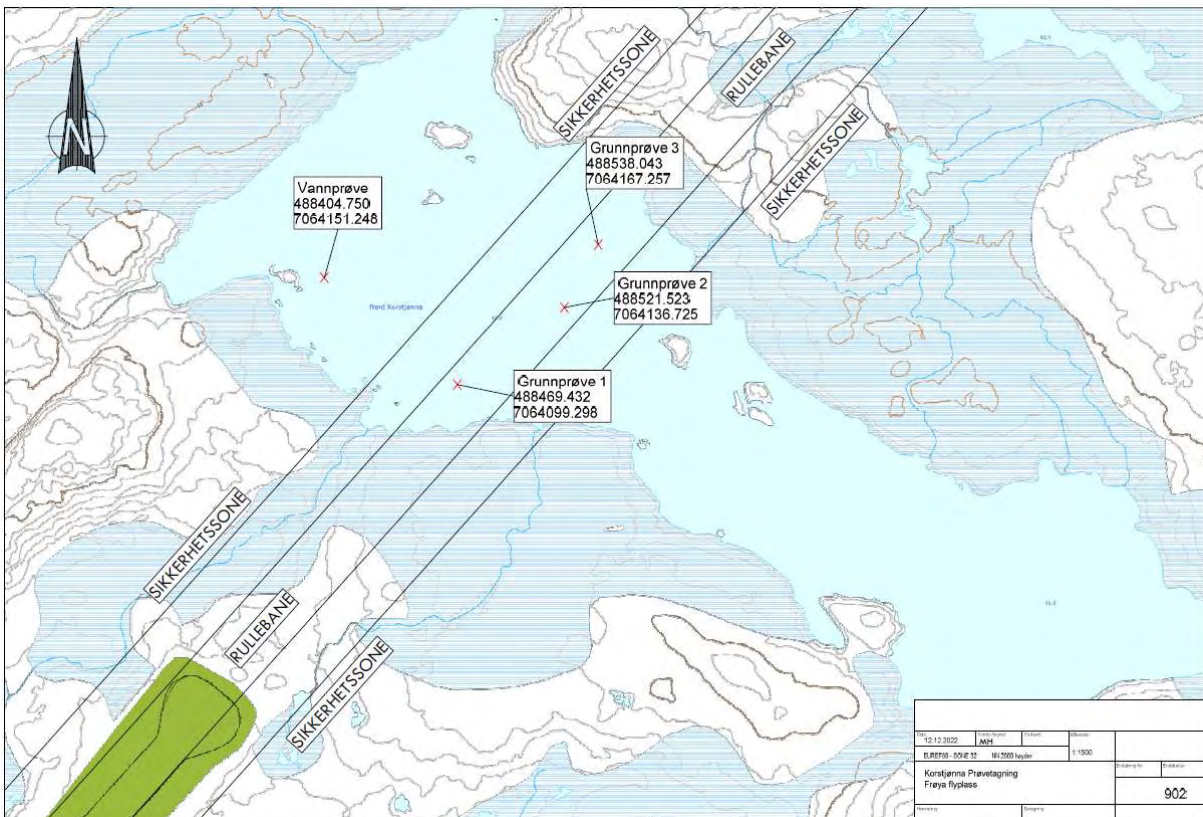 SIKKERHETSSONE
RULLEBANE
SIKKERHETSSONE
N
Grunnprøve 3
488538.043
7064167.257
Vannprøve
488404.750
7064151.248
Grunnprøve 2
488521.523
7064136.725
Nord Korstjønna
Grunnprøve 1
488469.432
7064099.298
SIKKERHETSSONE
RULLEBANE
SIKKERHETSSONE
12.12.2022
MH
1:1500
EUREF89 - SONE 32
NN 2000 høyder
Korstjønna Prøvetagning
Frøya flyplass
902